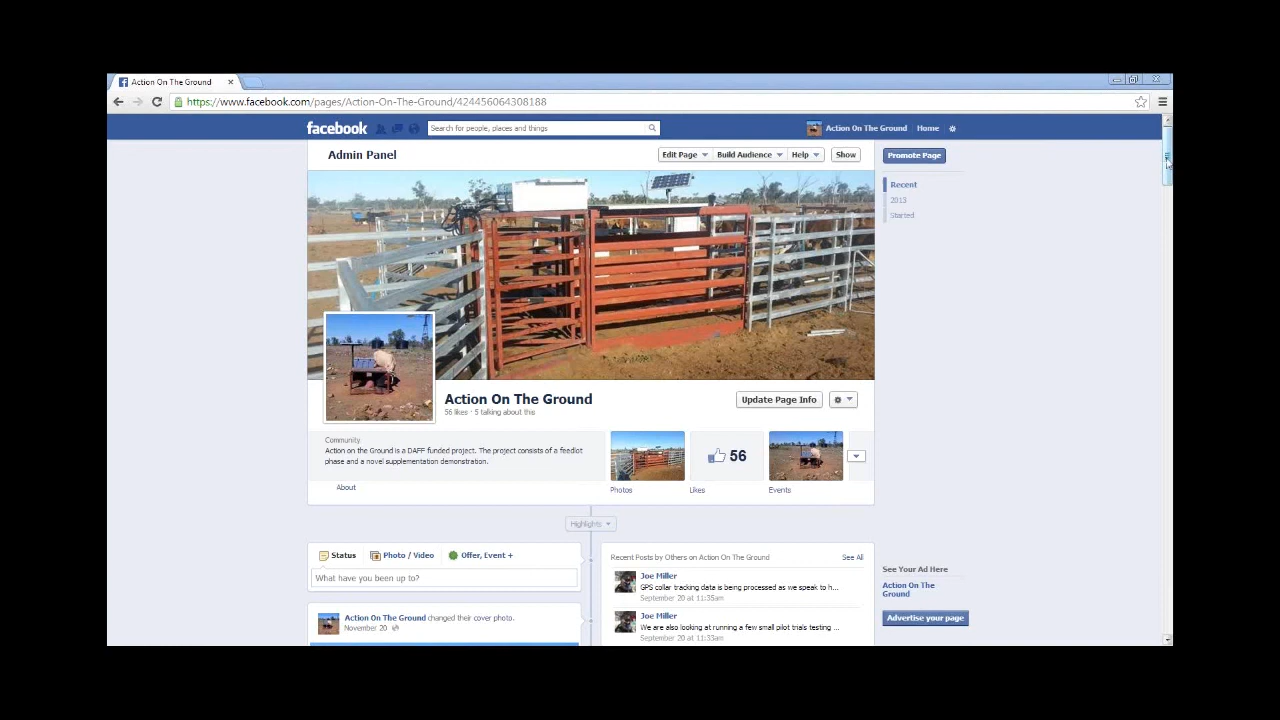 Action On The Ground
https://www.facebook.com/pages/Action-On-The-Ground/424456064308188
facebook
Search for people, places and things
Action On The Ground
Home
Admin Panel
Edit Page
Build Audience
Help
Show
Promote Page
Recent
2013
Started
Action On The Ground
56 likes · 5 talking about this
Update Page Info
Community
Action on the Ground is a DAFF funded project. The project consists of a feedlot
phase and a novel supplementation demonstration.
About
56
Photos
Likes
Events
Highlights
Status
Photo / Video
Offer, Event +
What have you been up to?
Action On The Ground changed their cover photo.
November 20
Recent Posts by Others on Action On The Ground
See All
Joe Miller
GPS collar tracking data is being processed as we speak to h...
September 20 at 11:35am
Joe Miller
We are also looking at running a few small pilot trials testing ...
September 20 at 11:33am
See Your Ad Here
Action On The
Ground
Advertise your page